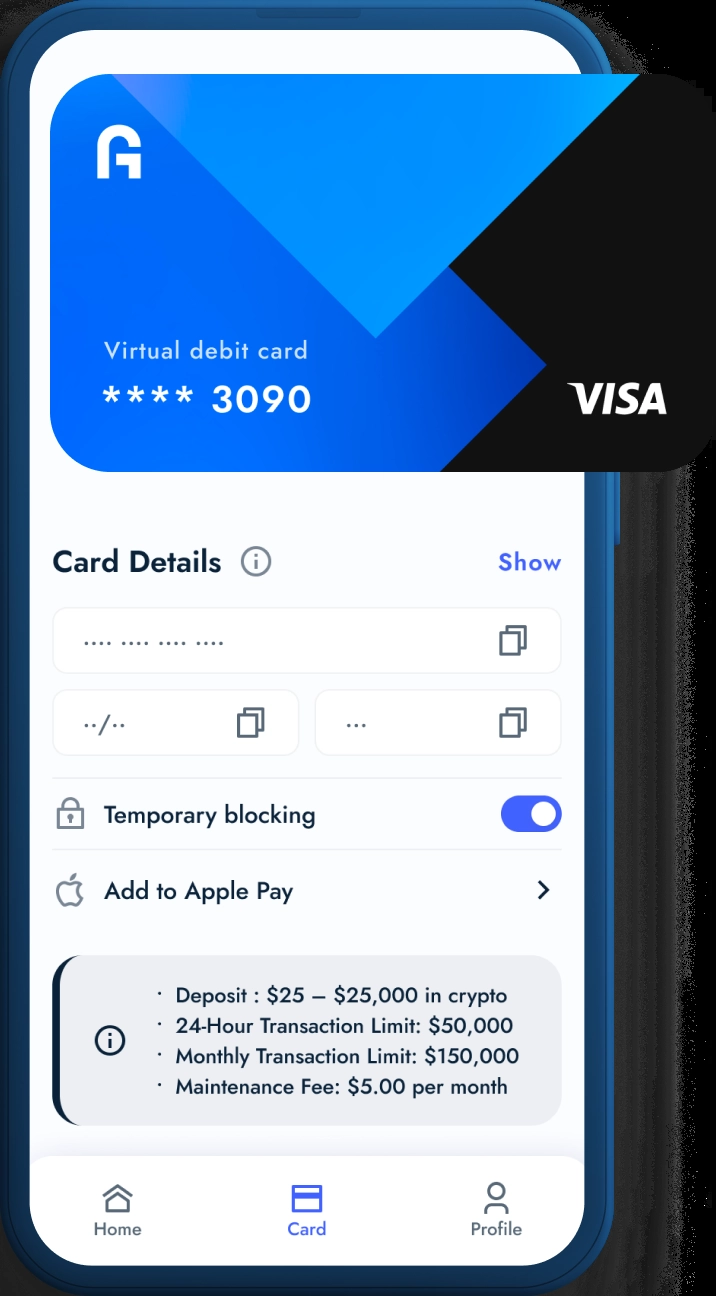 Virtual debit card
**** 3090
VISA
Card Details
Show
···· ···· ···· ····
··/··
···
Temporary blocking
Add to Apple Pay
· Deposit : $25 – $25,000 in crypto
· 24-Hour Transaction Limit: $50,000
· Monthly Transaction Limit: $150,000
· Maintenance Fee: $5.00 per month
Home
Card
Profile